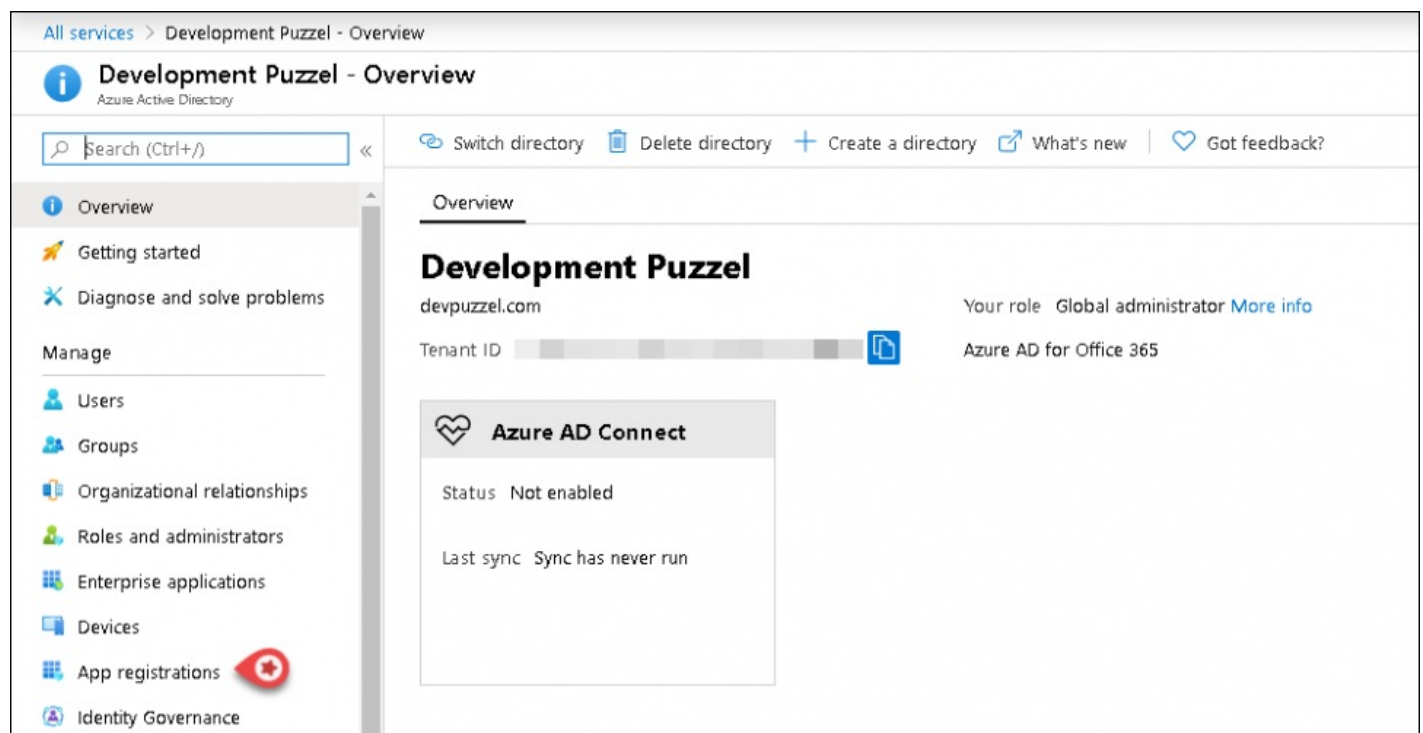 All services > Development Puzzel - Overview
Development Puzzel - Overview
Azure Active Directory
Search (Ctrl+/)
«
Switch directory
Delete directory
Create a directory
What's new
Got feedback?
Overview
Getting started
Diagnose and solve problems
Manage
Users
Groups
Organizational relationships
Roles and administrators
Enterprise applications
Devices
App registrations
Identity Governance
Overview
Development Puzzel
devpuzzel.com
Your role Global administrator More info
Tenant ID
Azure AD for Office 365
Azure AD Connect
Status Not enabled
Last sync Sync has never run